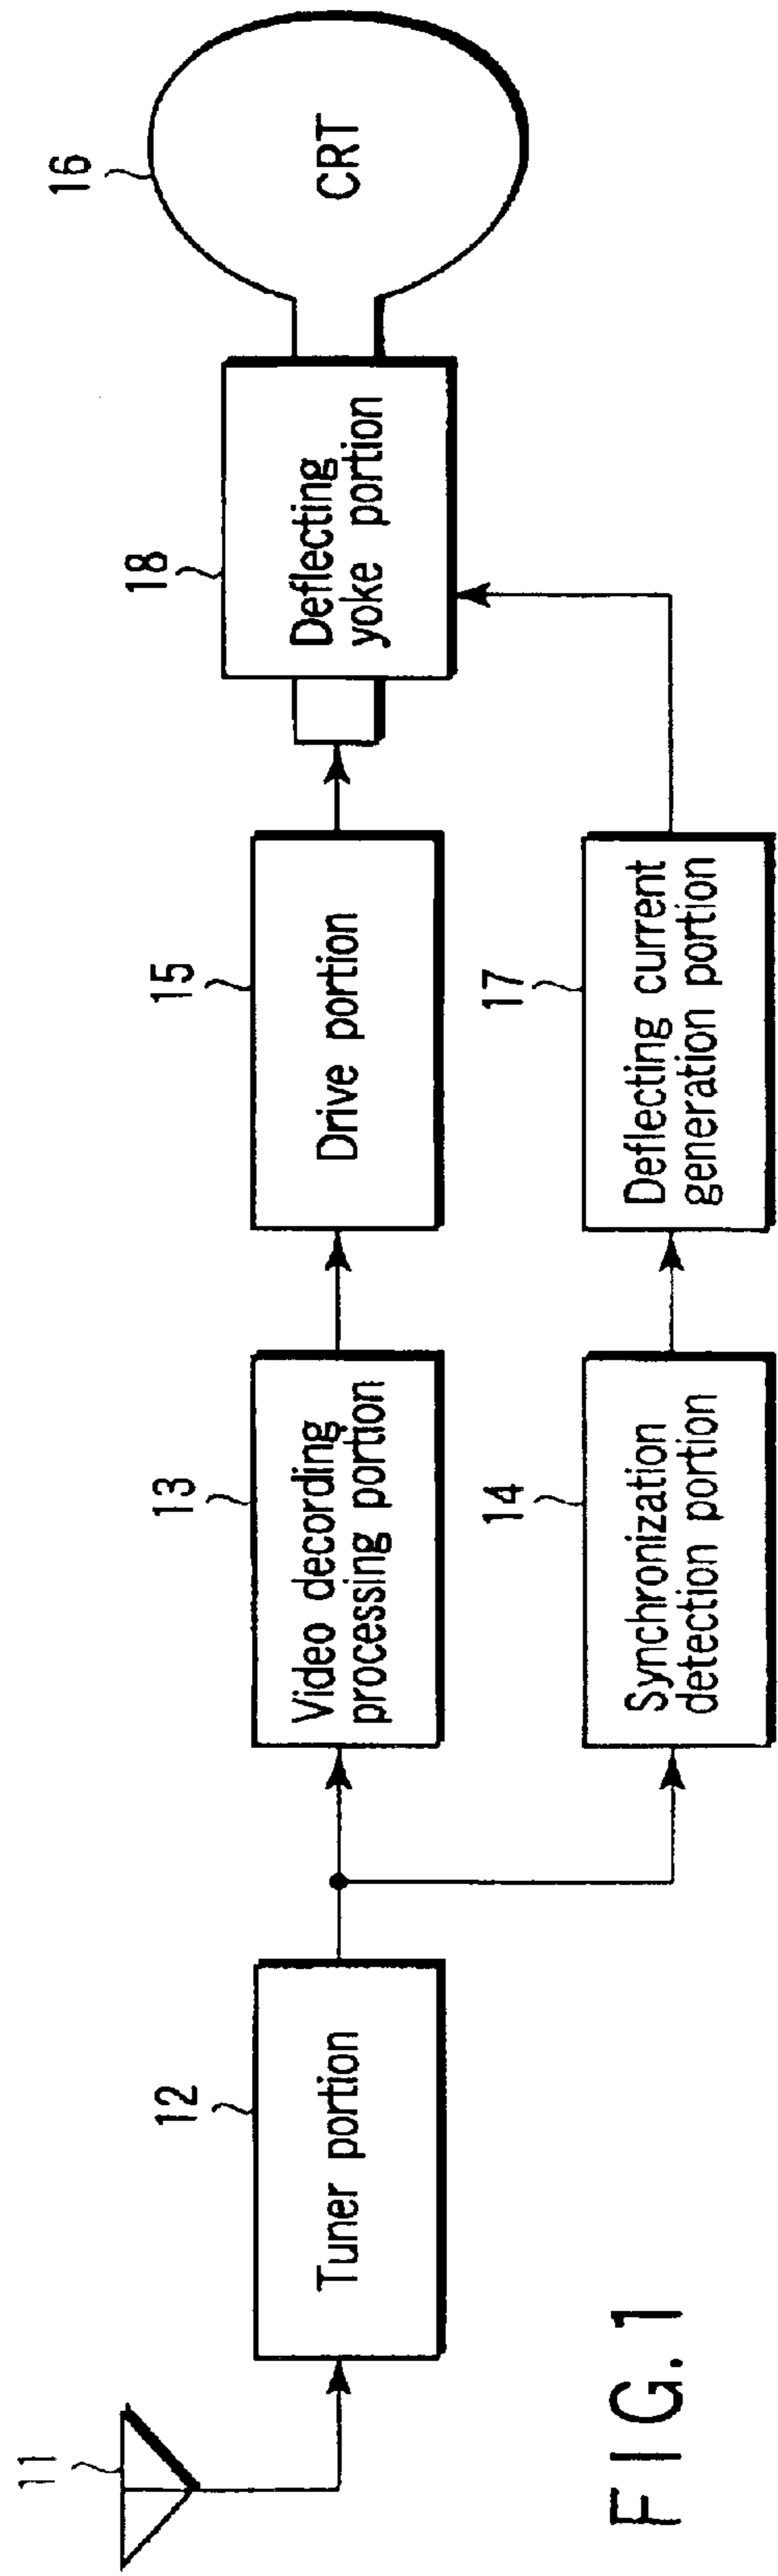 11
12
Tuner portion
13
Video decording
processing portion
15
Drive portion
18
Deflecting
yoke portion
16
CRT
14
Synchronization
detection portion
17
Deflecting current
generation portion
FIG. 1